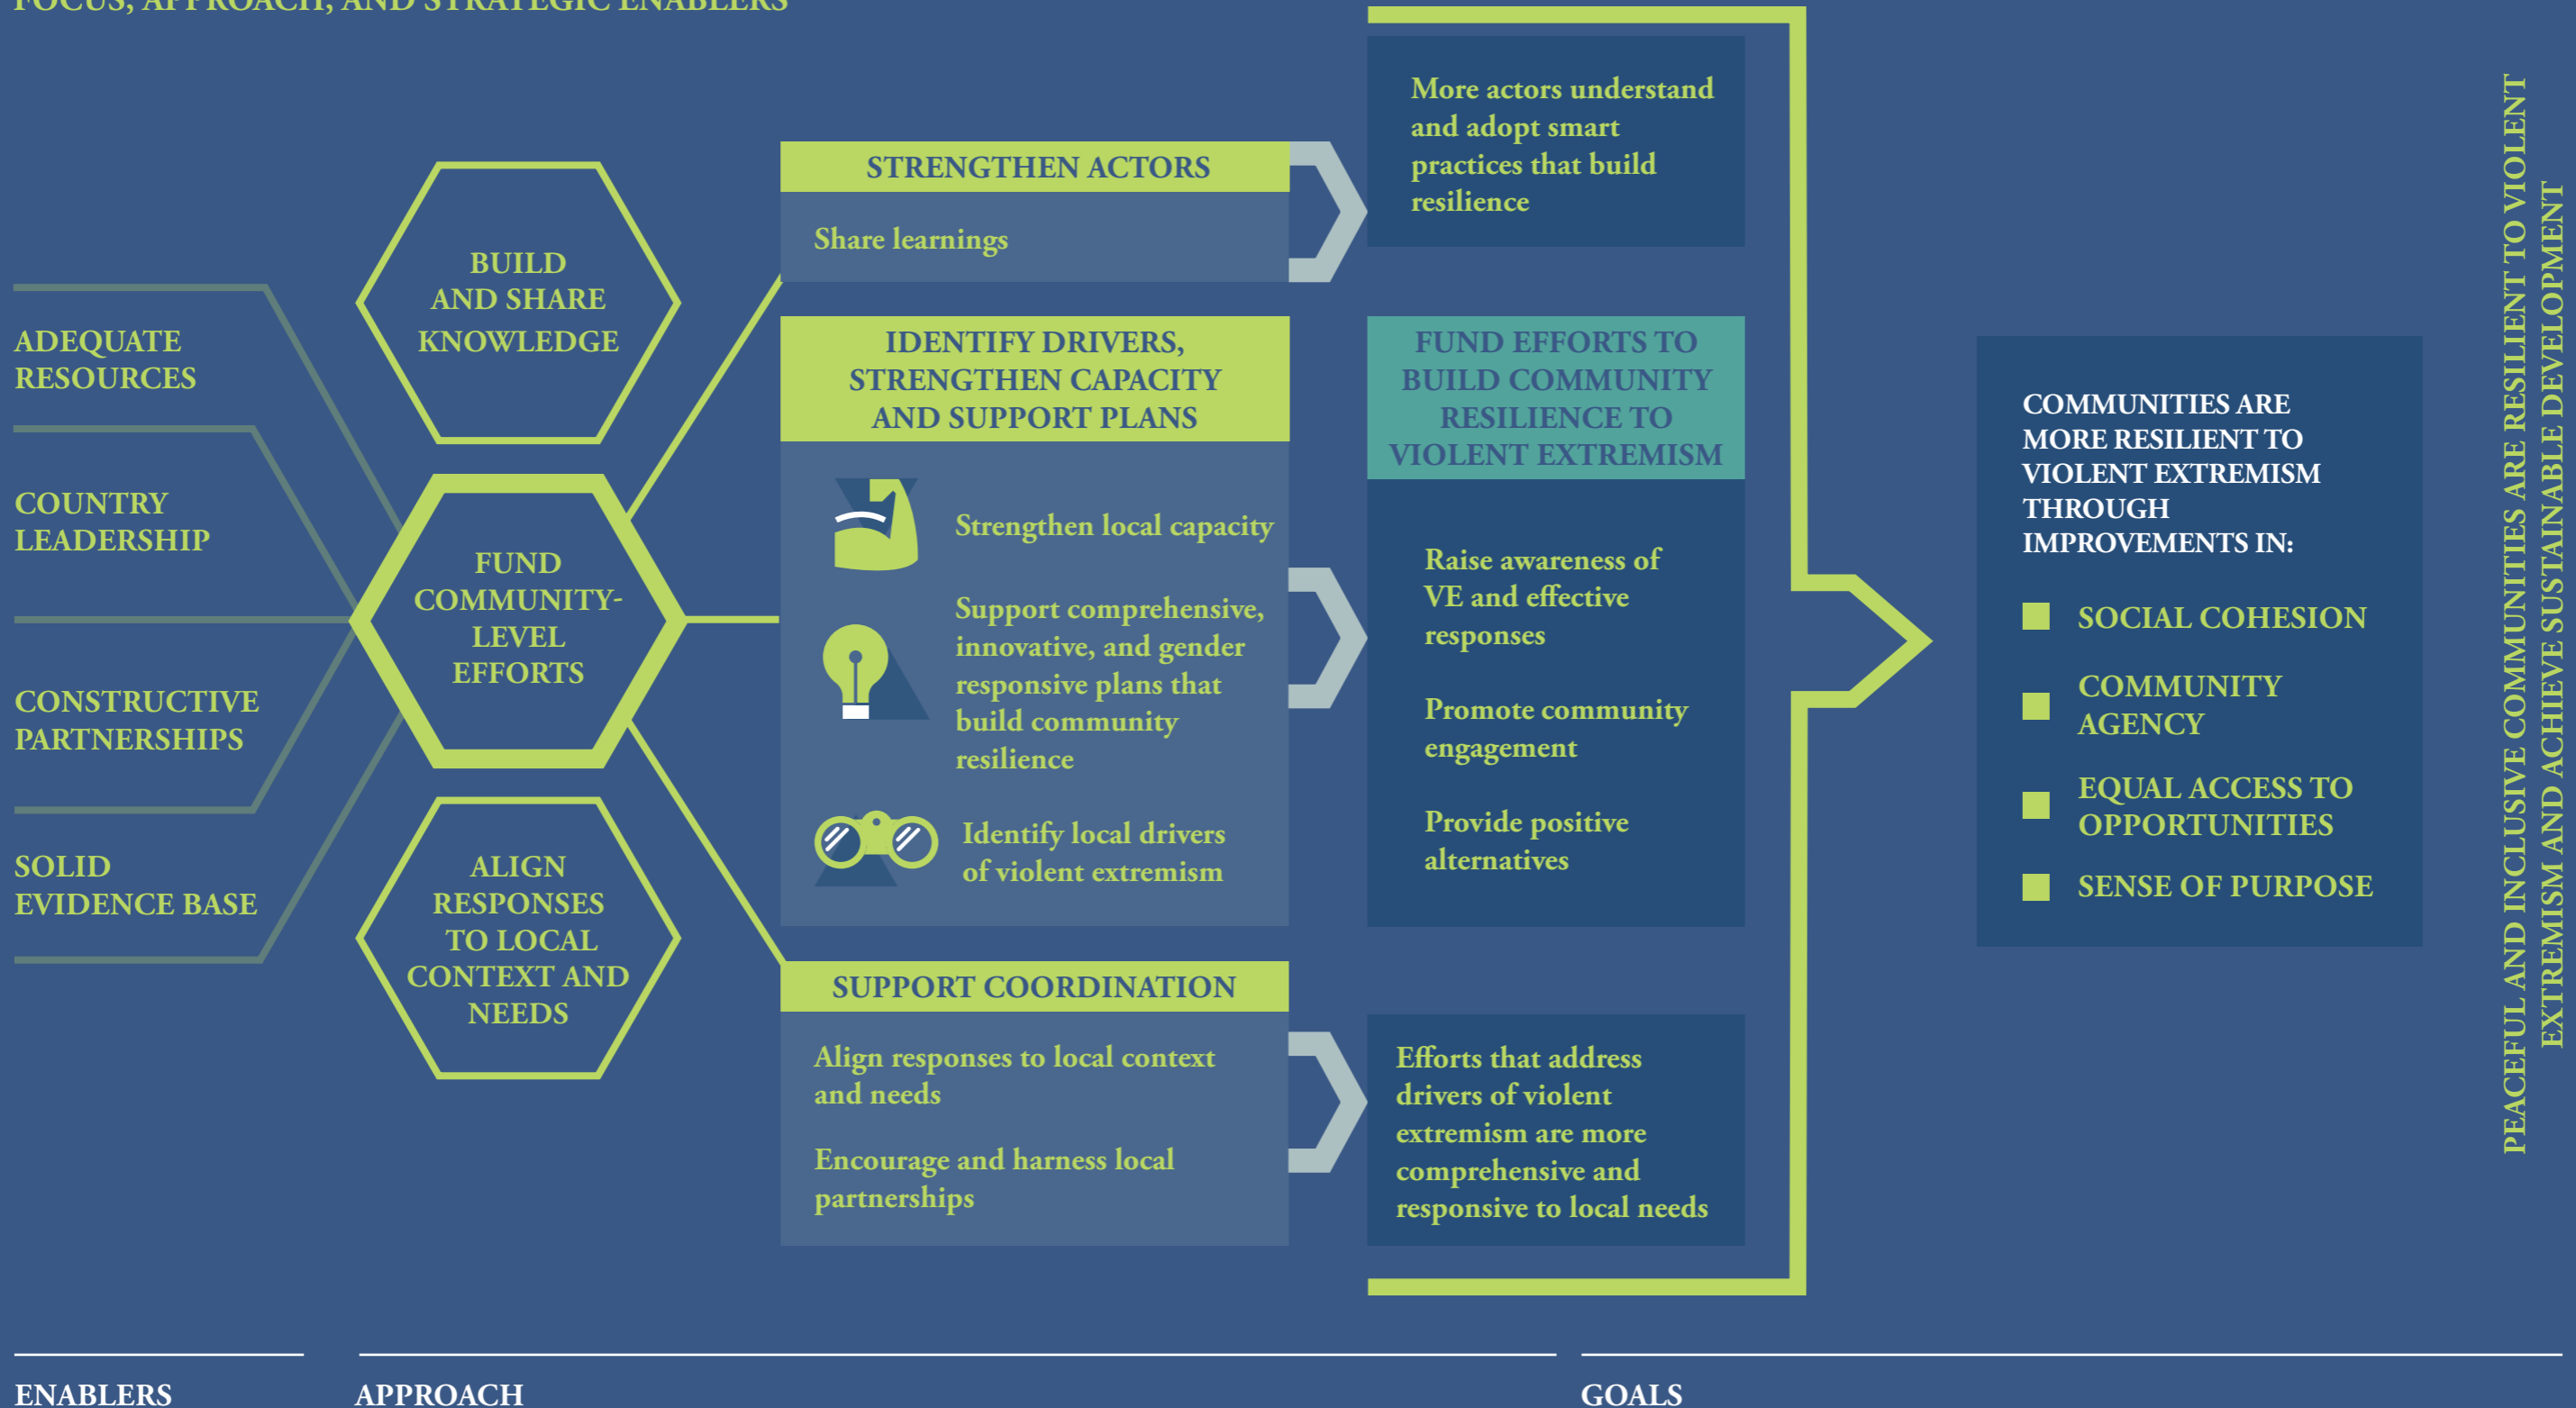 FOCUS, APPROACH, AND STRATEGIC ENABLERS
ADEQUATE
RESOURCES
COUNTRY
LEADERSHIP
CONSTRUCTIVE
PARTNERSHIPS
SOLID
EVIDENCE BASE
BUILD
AND SHARE
KNOWLEDGE
FUND
COMMUNITY-
LEVEL
EFFORTS
ALIGN
RESPONSES
TO LOCAL
CONTEXT AND
NEEDS
STRENGTHEN ACTORS
Share learnings
IDENTIFY DRIVERS,
STRENGTHEN CAPACITY
AND SUPPORT PLANS
Strengthen local capacity
Support comprehensive,
innovative, and gender
responsive plans that
build community
resilience
Identify local drivers
of violent extremism
SUPPORT COORDINATION
Align responses to local context
and needs
Encourage and harness local
partnerships
More actors understand
and adopt smart
practices that build
resilience
FUND EFFORTS TO
BUILD COMMUNITY
RESILIENCE TO
VIOLENT EXTREMISM
Raise awareness of
VE and effective
responses
Promote community
engagement
Provide positive
alternatives
Efforts that address
drivers of violent
extremism are more
comprehensive and
responsive to local needs
COMMUNITIES ARE
MORE RESILIENT TO
VIOLENT EXTREMISM
THROUGH
IMPROVEMENTS IN:
SOCIAL COHESION
COMMUNITY
AGENCY
EQUAL ACCESS TO
OPPORTUNITIES
SENSE OF PURPOSE
PEACEFUL AND INCLUSIVE COMMUNITIES ARE RESILIENT TO VIOLENT
EXTREMISM AND ACHIEVE SUSTAINABLE DEVELOPMENT
ENABLERS
APPROACH
GOALS